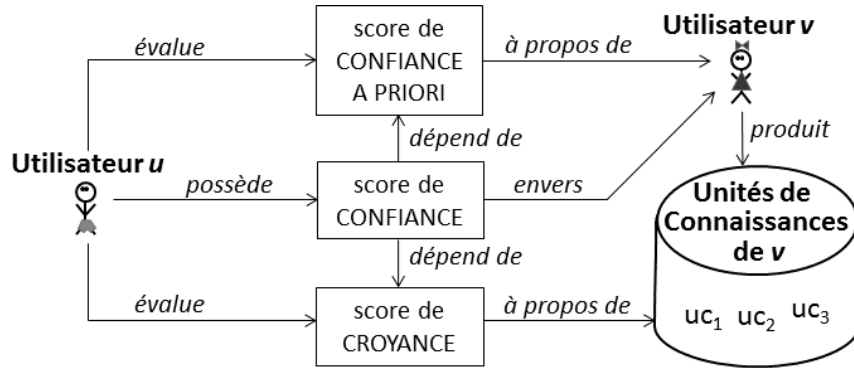 score de
CONFIANCE
A PRIORI
évalue
à propos de
Utilisateur v
dépend de
produit
Utilisateur u
possède
score de
CONFIANCE
envers
Unités de
Connaissances
de v
dépend de
évalue
score de
CROYANCE
à propos de
uc1 uc2 uc3